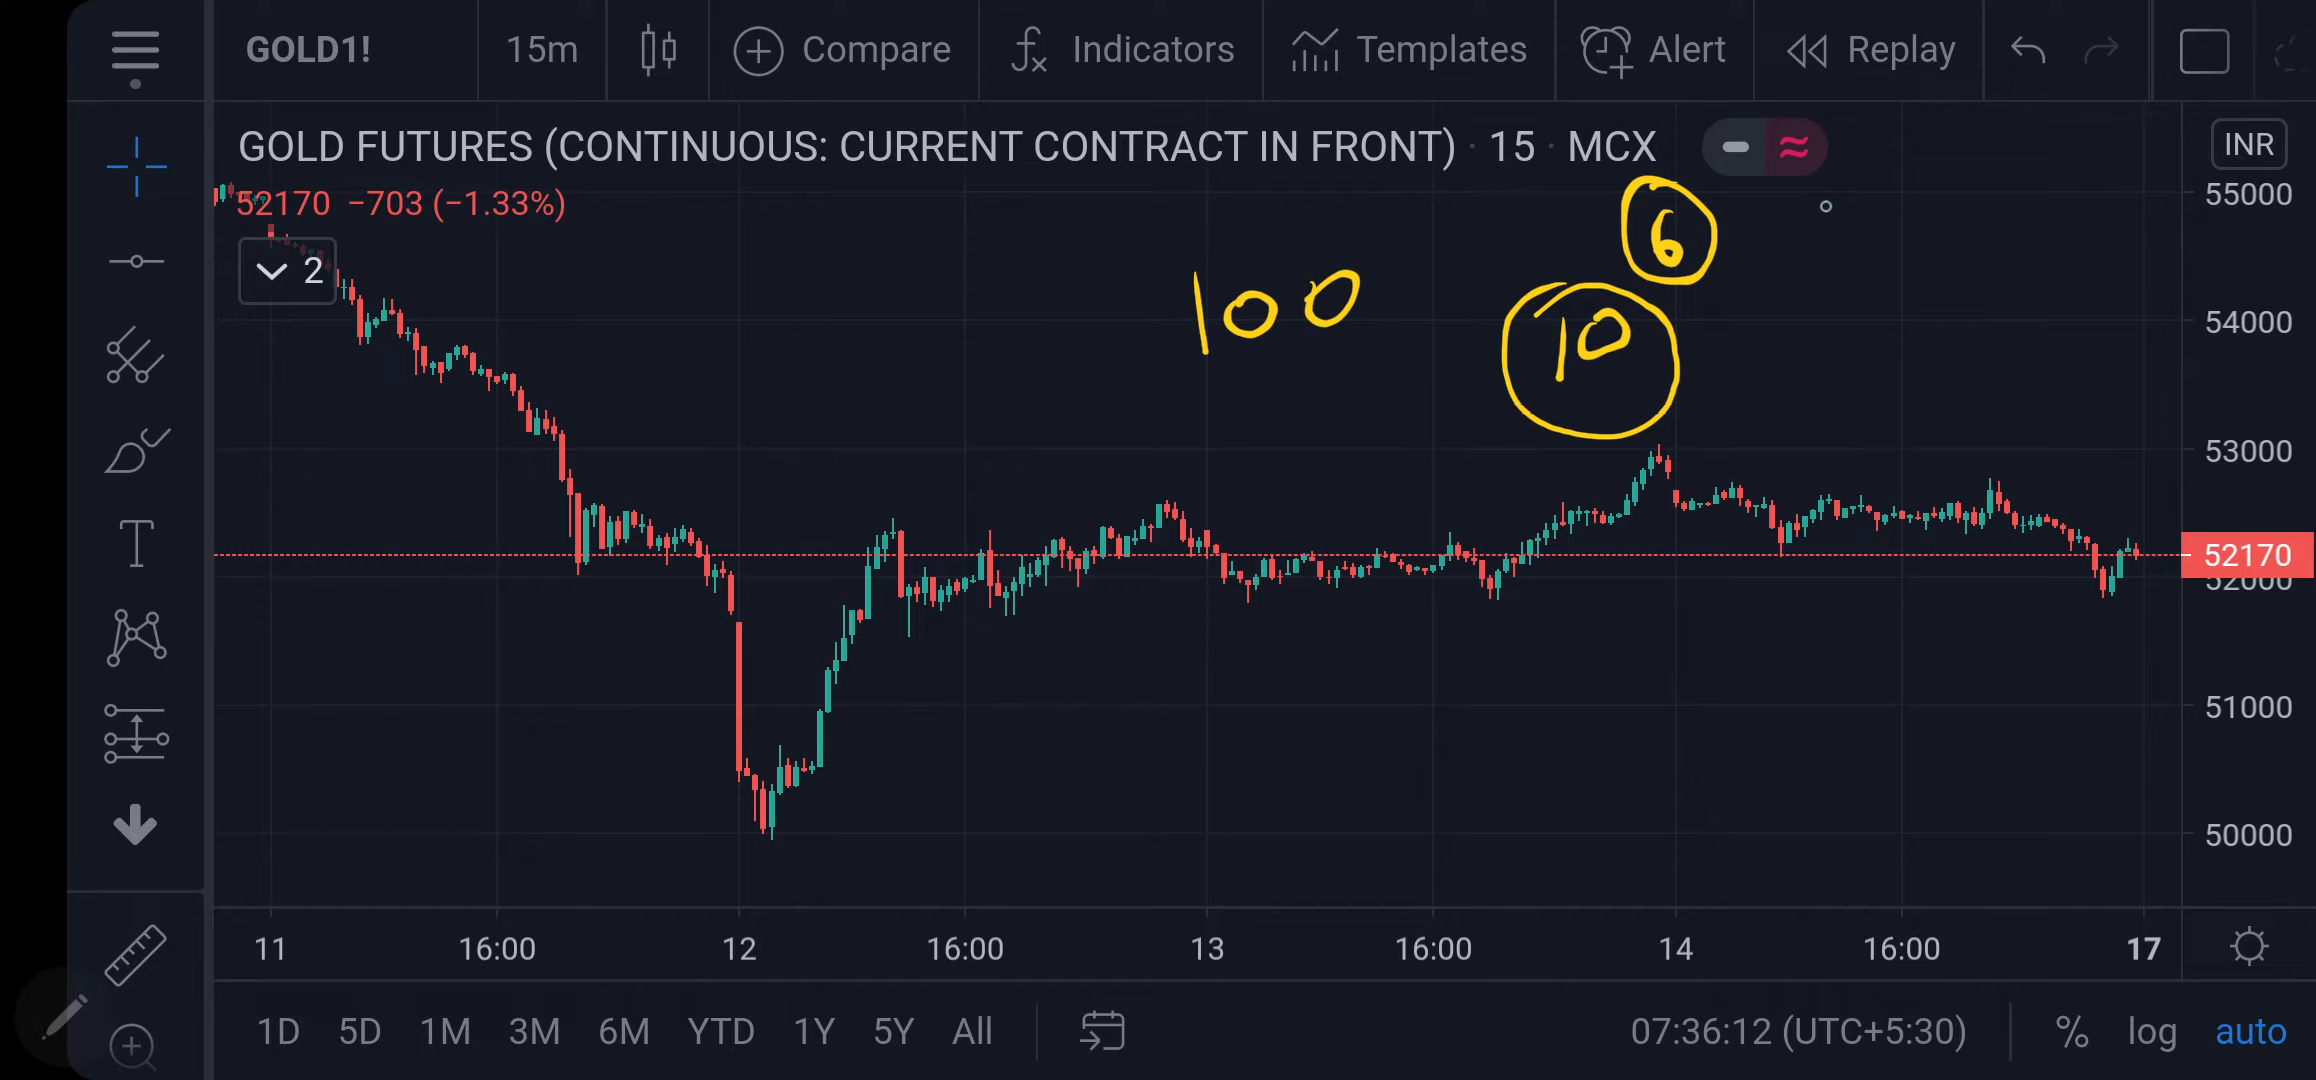 GOLD1! 15m Compare Indicators Templates Alert Replay
GOLD FUTURES (CONTINUOUS: CURRENT CONTRACT IN FRONT) · 15 · MCX
INR
52170 −703 (−1.33%)
2
6
100
10
55000
54000
53000
52170
52000
51000
50000
11 16:00 12 16:00 13 16:00 14 16:00 17
1D 5D 1M 3M 6M YTD 1Y 5Y All 07:36:12 (UTC+5:30) % log auto